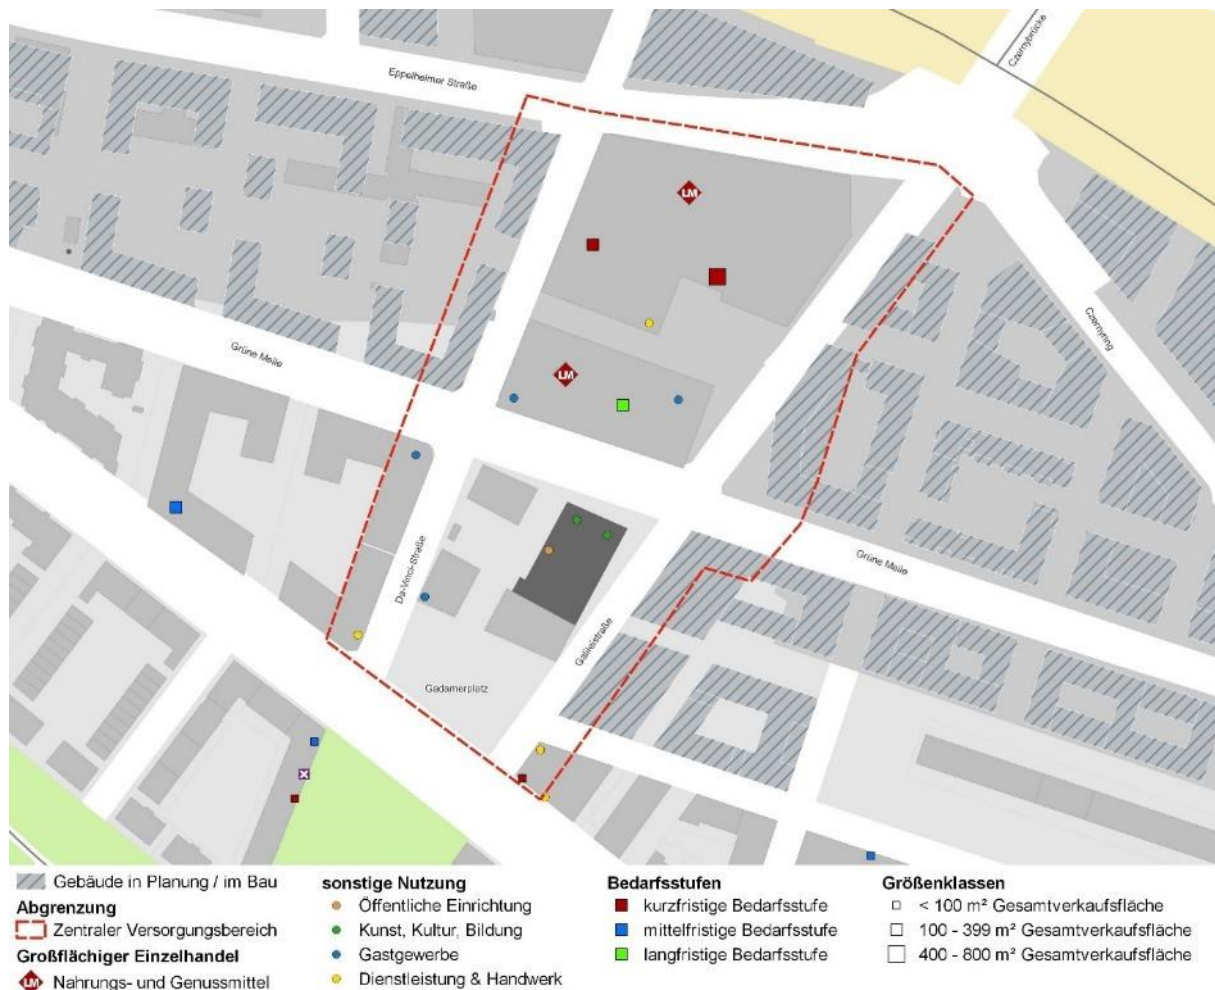 Eppelheimer Straße
Czernybrücke
LM
Czernyring
Grüne Meile
LM
Da-Vinci-Straße
Grüne Meile
Galileistraße
Gadamerplatz
Gebäude in Planung / im Bau
Abgrenzung
Zentraler Versorgungsbereich
Großflächiger Einzelhandel
LM Nahrungs- und Genussmittel
sonstige Nutzung
Öffentliche Einrichtung
Kunst, Kultur, Bildung
Gastgewerbe
Dienstleistung & Handwerk
Bedarfsstufen
kurzfristige Bedarfsstufe
mittelfristige Bedarfsstufe
langfristige Bedarfsstufe
Größenklassen
< 100 m² Gesamtverkaufsfläche
100 - 399 m² Gesamtverkaufsfläche
400 - 800 m² Gesamtverkaufsfläche